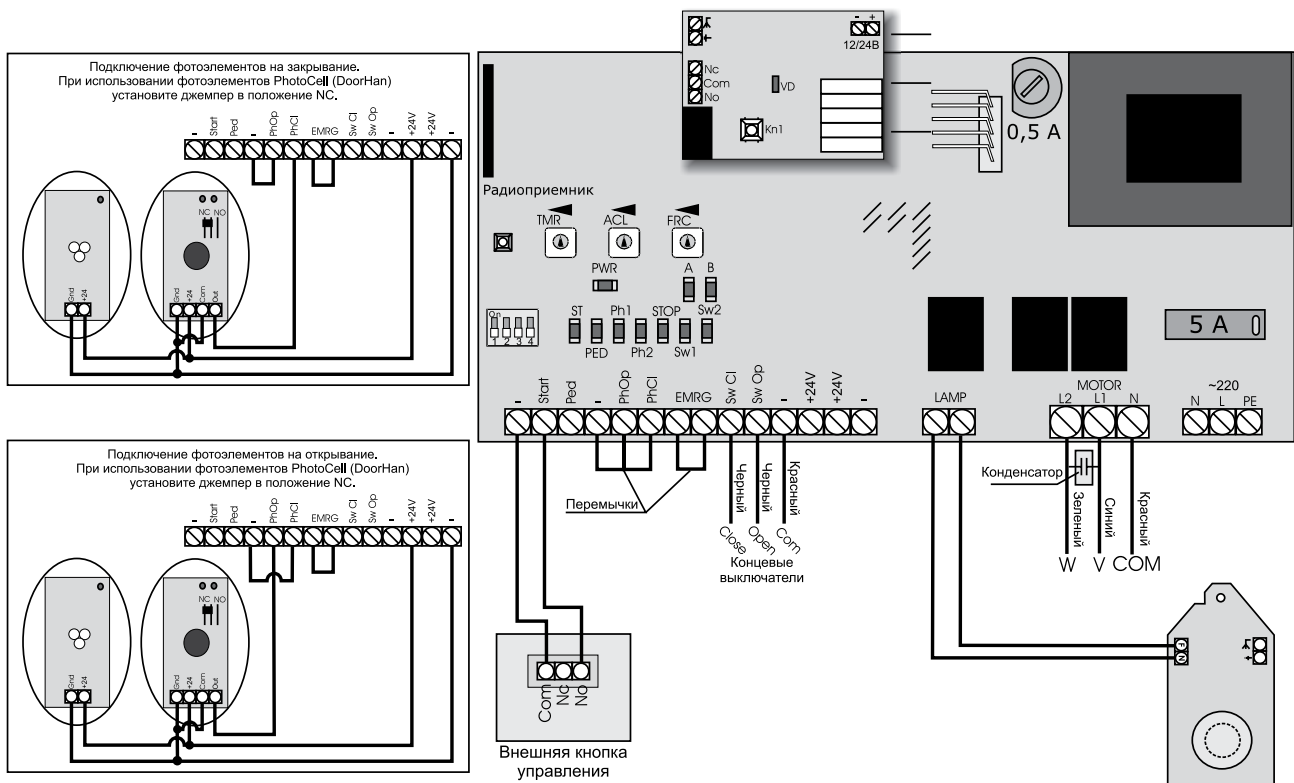 Подключение фотоэлементов на закрывание.
При использовании фотоэлементов PhotoCell (DoorHan)
установите джемпер в положение NC.
- Start Ped - PhOp PhCl EMRG Sw Cl Sw Op - +24V +24V -
NC NO
Gnd +24
Gnd +24 Com Out
Подключение фотоэлементов на открывание.
При использовании фотоэлементов PhotoCell (DoorHan)
установите джемпер в положение NC.
- Start Ped - PhOp PhCl EMRG Sw Cl Sw Op - +24V +24V -
NC NO
Gnd +24
Gnd +24 Com Out
- +
12/24В
Nc
Com
No
VD
Kn1
0,5 A
Радиоприемник
TMR ACL FRC
PWR A B
On
1 2 3 4
ST Ph1 STOP Sw2
PED Ph2 Sw1
5 A
- Start Ped - PhOp PhCl EMRG Sw Cl Sw Op - +24V +24V -
LAMP
MOTOR
L2 L1 N
~220
N L PE
Перемычки
Черный Черный Красный
Close Open Com
Концевые
выключатели
Конденсатор
Зеленый Синий Красный
W V COM
Com Nc No
Внешняя кнопка
управления
F
N